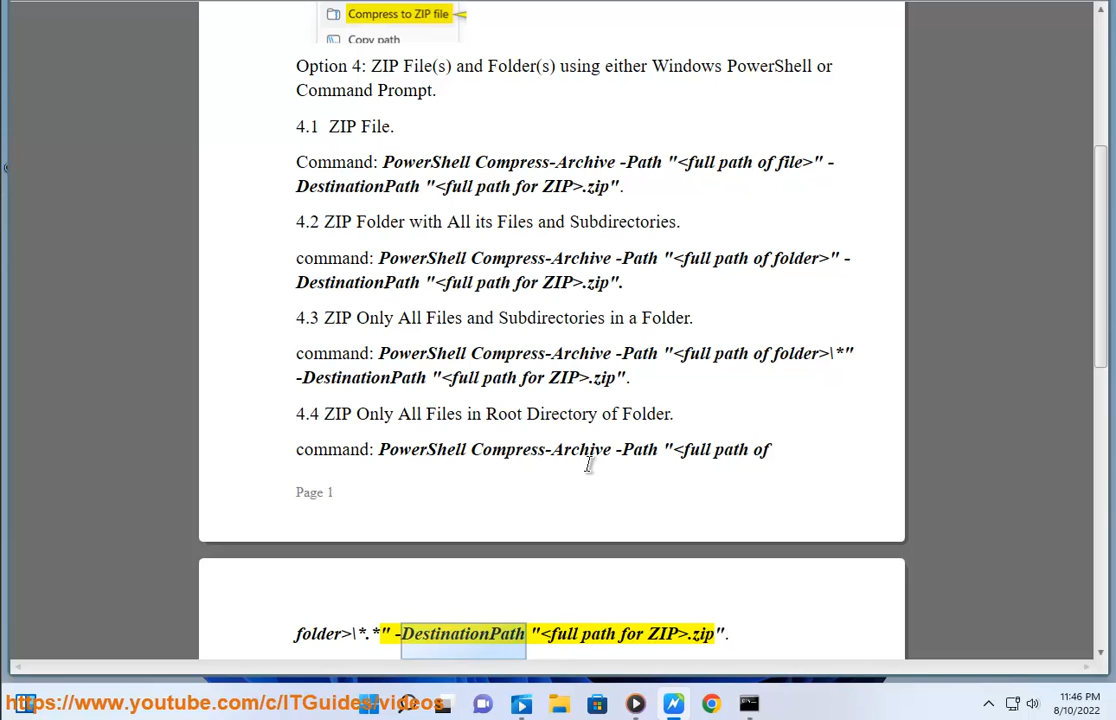 Compress to ZIP file
Copy path
Option 4: ZIP File(s) and Folder(s) using either Windows PowerShell or
Command Prompt.
4.1 ZIP File.
Command: PowerShell Compress-Archive -Path "<full path of file>" -
DestinationPath "<full path for ZIP>.zip".
4.2 ZIP Folder with All its Files and Subdirectories.
command: PowerShell Compress-Archive -Path "<full path of folder>" -
DestinationPath "<full path for ZIP>.zip".
4.3 ZIP Only All Files and Subdirectories in a Folder.
command: PowerShell Compress-Archive -Path "<full path of folder>\*"
-DestinationPath "<full path for ZIP>.zip".
4.4 ZIP Only All Files in Root Directory of Folder.
command: PowerShell Compress-Archive -Path "<full path of
Page 1
folder>\*.*" -DestinationPath "<full path for ZIP>.zip".
https://www.youtube.com/c/ITGuides/videos
11:46 PM
8/10/2022